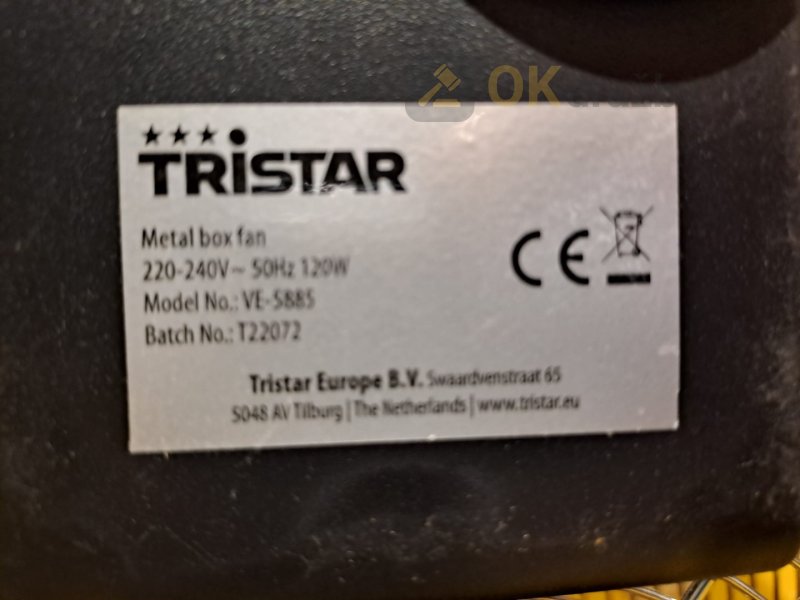 OK
TRISTAR
Metal box fan
220-240V~ 50Hz 120W
Model No.: VE-5885
Batch No.: T22072
CE
Tristar Europe B.V. Swaardvenstraat 65
5048 AV Tilburg | The Netherlands | www.tristar.eu